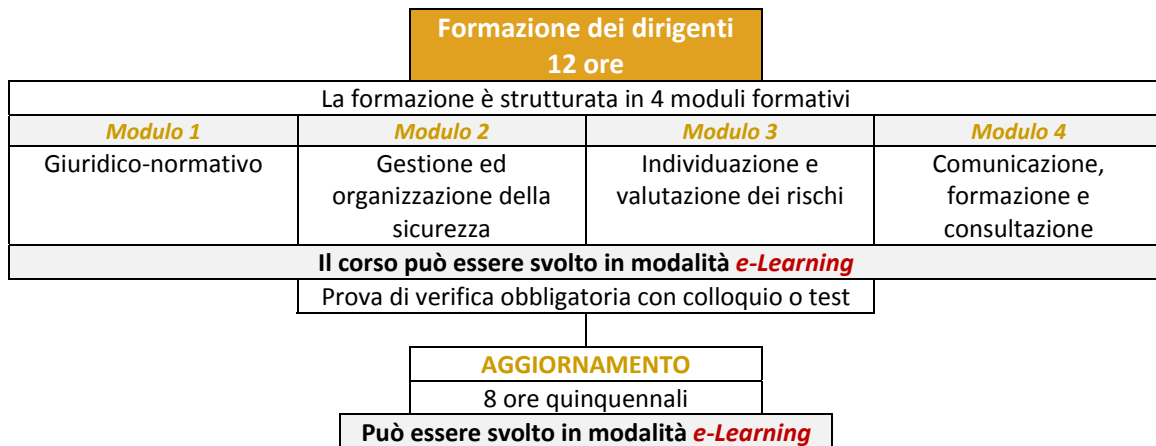 Formazione dei dirigenti
12 ore
La formazione è strutturata in 4 moduli formativi
Modulo 1
Modulo 2
Modulo 3
Modulo 4
Giuridico-normativo
Gestione ed
organizzazione della
sicurezza
Individuazione e
valutazione dei rischi
Comunicazione,
formazione e
consultazione
Il corso può essere svolto in modalità e-Learning
Prova di verifica obbligatoria con colloquio o test
AGGIORNAMENTO
8 ore quinquennali
Può essere svolto in modalità e-Learning